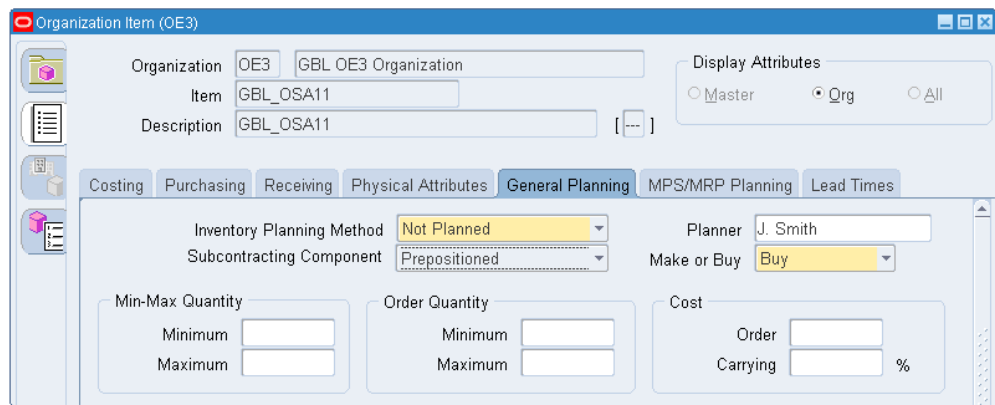 Organization Item (OE3)
Organization OE3 GBL OE3 Organization
Item GBL_OSA11
Description GBL_OSA11 [ --- ]
Display Attributes
Master Org All
Costing Purchasing Receiving Physical Attributes General Planning MPS/MRP Planning Lead Times
Inventory Planning Method Not Planned Planner J. Smith
Subcontracting Component Prepositioned Make or Buy Buy
Min-Max Quantity Order Quantity Cost
Minimum Minimum Order
Maximum Maximum Carrying %